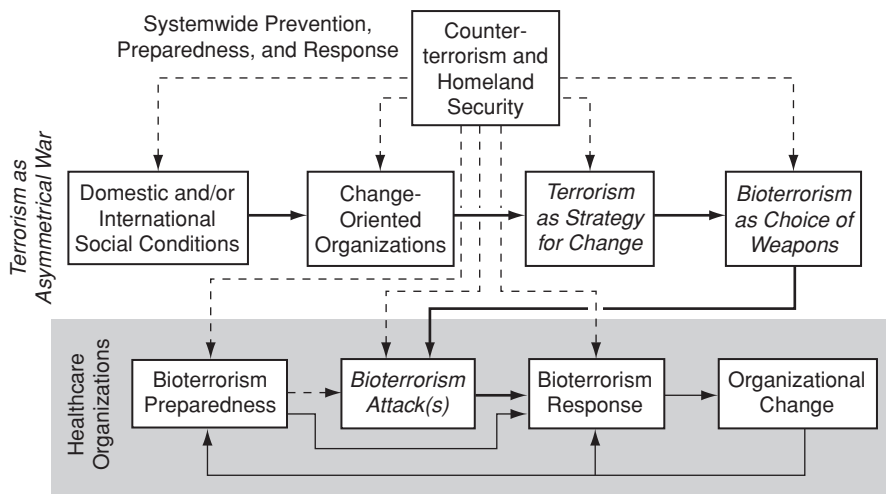 Systemwide Prevention,
Preparedness, and Response
Counter-
terrorism and
Homeland
Security
Terrorism as
Asymmetrical War
Domestic and/or
International
Social Conditions
Change-
Oriented
Organizations
Terrorism
as Strategy
for Change
Bioterrorism
as Choice of
Weapons
Healthcare
Organizations
Bioterrorism
Preparedness
Bioterrorism
Attack(s)
Bioterrorism
Response
Organizational
Change